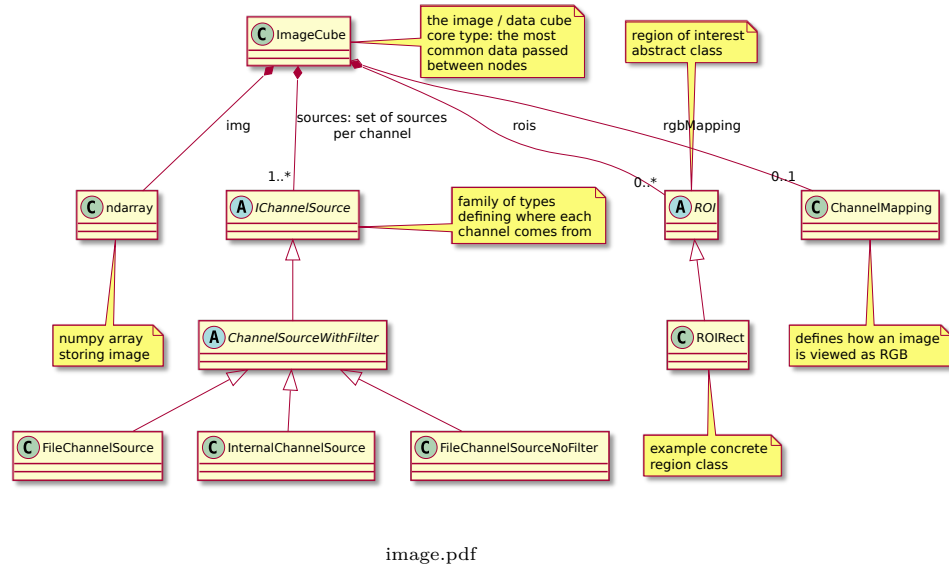 C ImageCube
the image / data cube
core type: the most
common data passed
between nodes
region of interest
abstract class
img
sources: set of sources
per channel
rois
rgbMapping
1..*
0..*
0..1
C ndarray
A IChannelSource
family of types
defining where each
channel comes from
A ROI
C ChannelMapping
numpy array
storing image
A ChannelSourceWithFilter
C ROIRect
defines how an image
is viewed as RGB
C FileChannelSource
C InternalChannelSource
C FileChannelSourceNoFilter
example concrete
region class
image.pdf